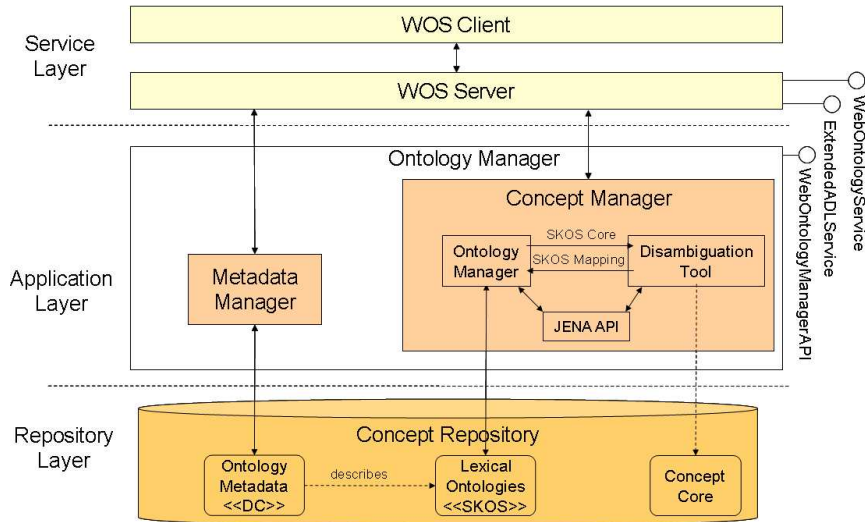 WOS Client
Service
Layer
WOS Server
WebOntologyService
ExtendedADLService
WebOntologyManagerAPI
Ontology Manager
Concept Manager
SKOS Core
Ontology
Manager
SKOS Mapping
Disambiguation
Tool
JENA API
Metadada
Manager
Application
Layer
Repository
Layer
Concept Repository
Ontology
Metadata
<<DC>>
describes
Lexical
Ontologies
<<SKOS>>
Concept
Core